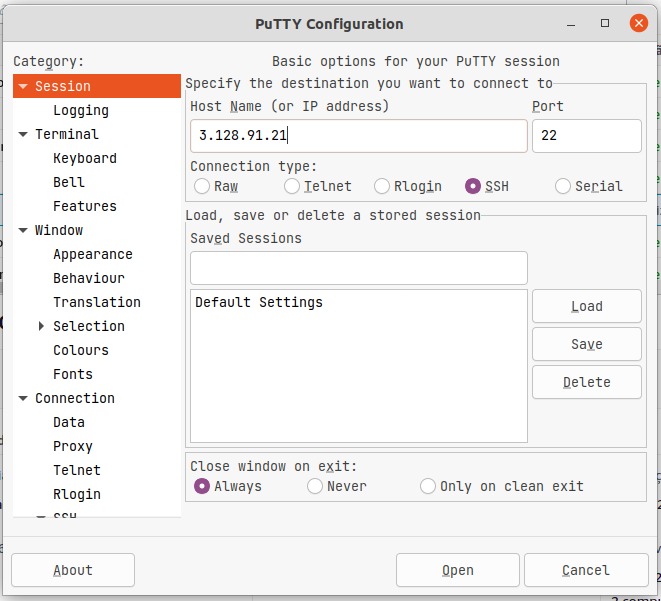 PuTTY Configuration
Category:
Session
Logging
Terminal
Keyboard
Bell
Features
Window
Appearance
Behaviour
Translation
Selection
Colours
Fonts
Connection
Data
Proxy
Telnet
Rlogin
SSH
Basic options for your PuTTY session
Specify the destination you want to connect to
Host Name (or IP address) Port
3.128.91.21 22
Connection type:
Raw Telnet Rlogin SSH Serial
Load, save or delete a stored session
Saved Sessions
Default Settings
Load
Save
Delete
Close window on exit:
Always Never Only on clean exit
About Open Cancel